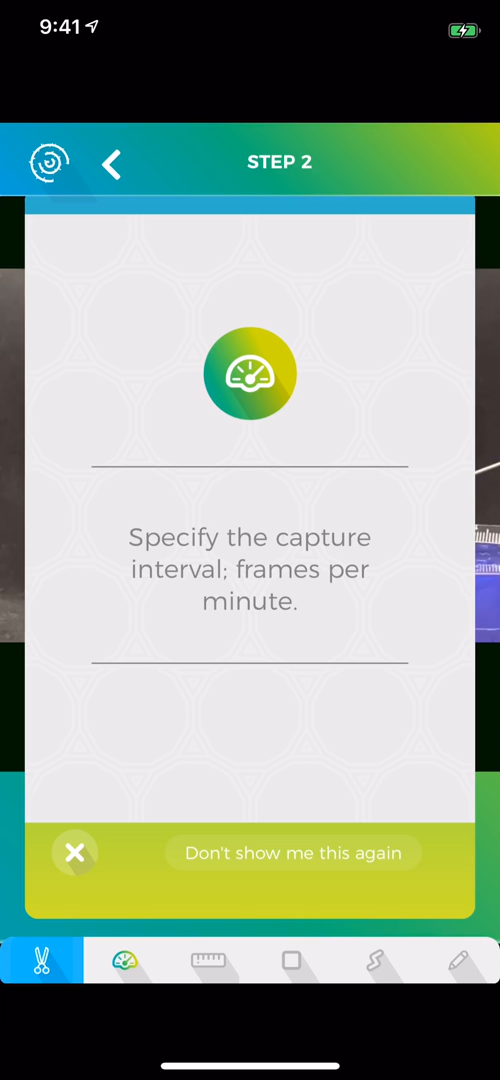 9:41
STEP 2
Specify the capture
interval; frames per
minute.
Don't show me this again